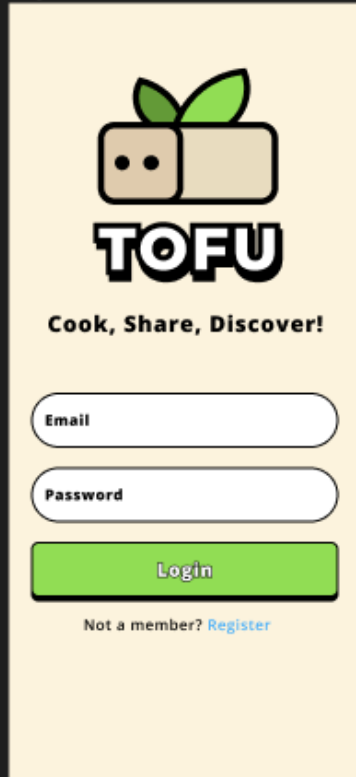 TOFU
Cook, Share, Discover!
Email
Password
Login
Not a member? Register